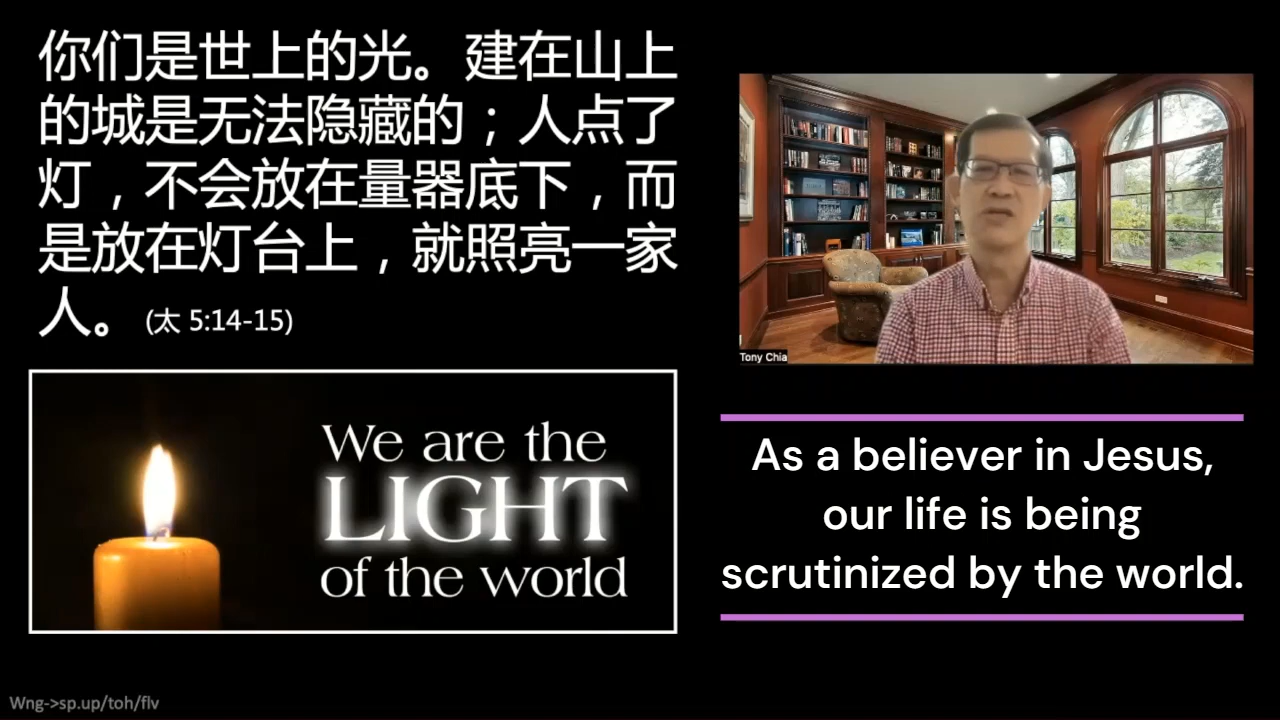 你们是世上的光。建在山上
的城是无法隐藏的；人点了
灯，不会放在量器底下，而
是放在灯台上，就照亮一家
人。 (太 5:14-15)
Tony Chia
We are the
LIGHT
of the world
As a believer in Jesus,
our life is being
scrutinized by the world.
Wng->sp.up/toh/flv